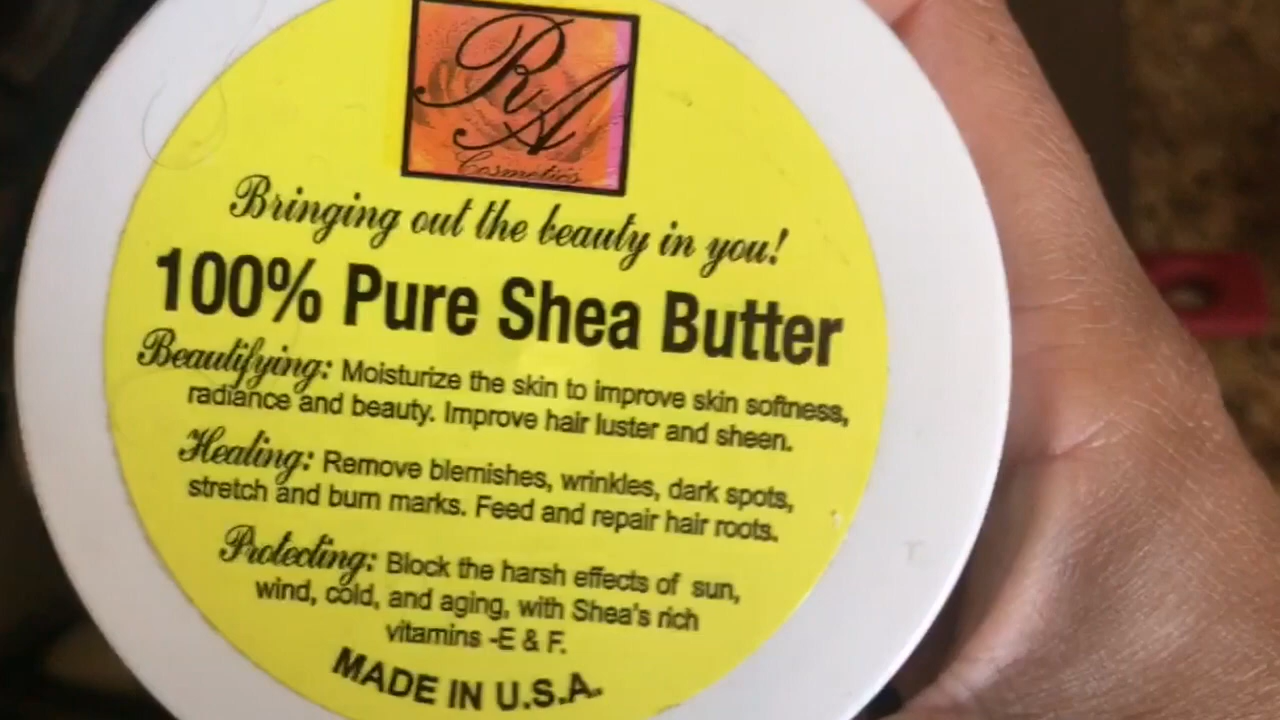 RA
Cosmetics
Bringing out the beauty in you!
100% Pure Shea Butter
Beautifying: Moisturize the skin to improve skin softness,
radiance and beauty. Improve hair luster and sheen.
Healing: Remove blemishes, wrinkles, dark spots,
stretch and burn marks. Feed and repair hair roots.
Protecting: Block the harsh effects of sun,
wind, cold, and aging, with Shea's rich
vitamins -E & F.
MADE IN U.S.A.